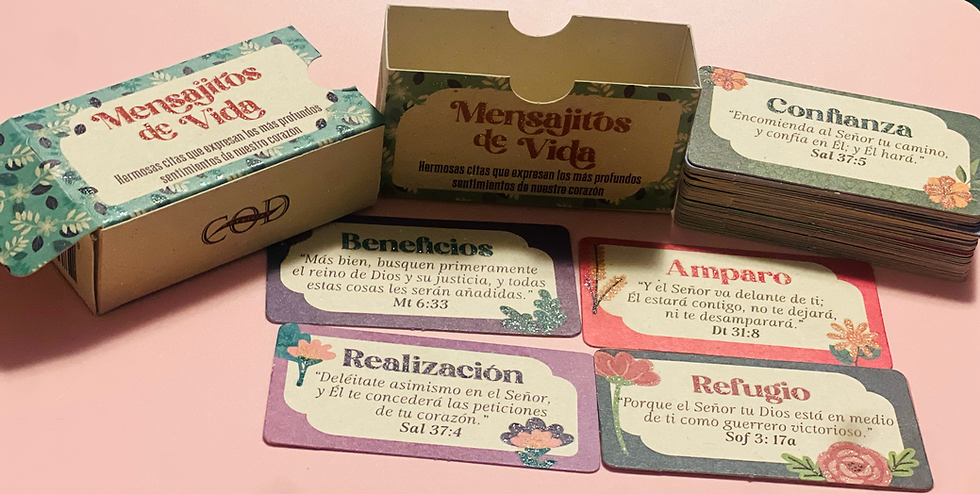 Mensajitos
de Vida
Hermosas citas que expresan los más profundos
sentimientos de nuestro corazón
COD
Mensajitos
de Vida
Hermosas citas que expresan los más profundos
sentimientos de nuestro corazón
Confianza
“Encomienda al Señor tu camino,
y confía en Él; y Él hará.”
Sal 37:5
Beneficios
“Más bien, busquen primeramente
el reino de Dios y su justicia, y todas
estas cosas les serán añadidas.”
Mt 6:33
Amparo
“Y el Señor va delante de ti;
Él estará contigo, no te dejará,
ni te desamparará.”
Dt 31:8
Realización
“Deléitate asimismo en el Señor,
y Él te concederá las peticiones
de tu corazón.”
Sal 37:4
Refugio
“Porque el Señor tu Dios está en medio
de ti como guerrero victorioso.”
Sof 3: 17a